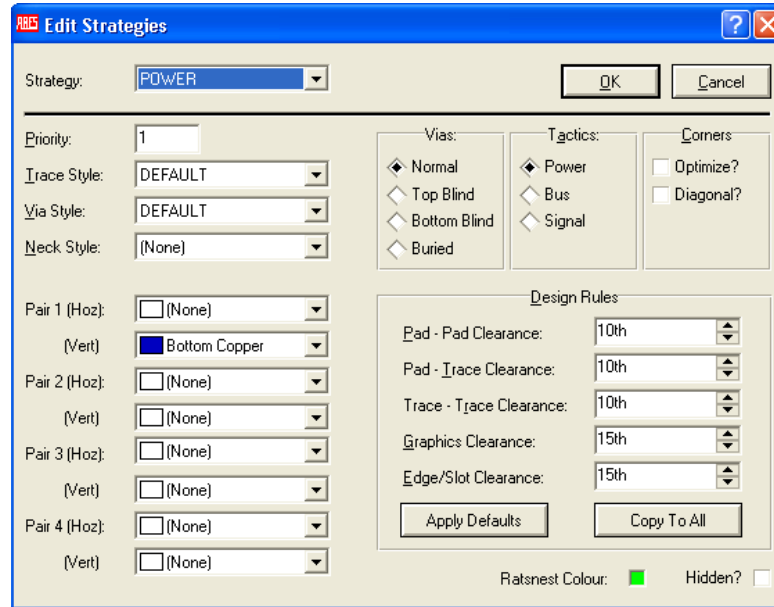 ARES Edit Strategies
Strategy: POWER OK Cancel
Priority: 1
Trace Style: DEFAULT
Via Style: DEFAULT
Neck Style: (None)
Vias:
Normal
Top Blind
Bottom Blind
Buried
Tactics:
Power
Bus
Signal
Corners
Optimize?
Diagonal?
Pair 1 (Hoz): (None)
(Vert) Bottom Copper
Pair 2 (Hoz): (None)
(Vert) (None)
Pair 3 (Hoz): (None)
(Vert) (None)
Pair 4 (Hoz): (None)
(Vert) (None)
Design Rules
Pad - Pad Clearance: 10th
Pad - Trace Clearance: 10th
Trace - Trace Clearance: 10th
Graphics Clearance: 15th
Edge/Slot Clearance: 15th
Apply Defaults Copy To All
Ratsnest Colour: Hidden?